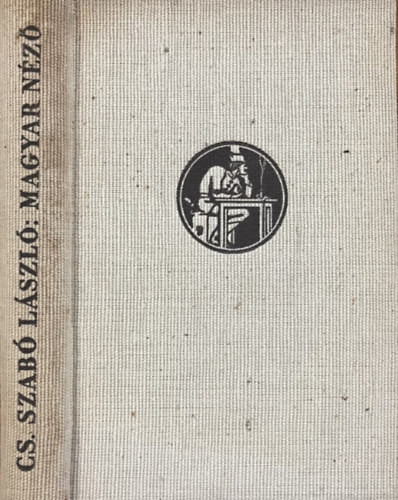 CS. SZABÓ LÁSZLÓ: MAGYAR NÉZŐ